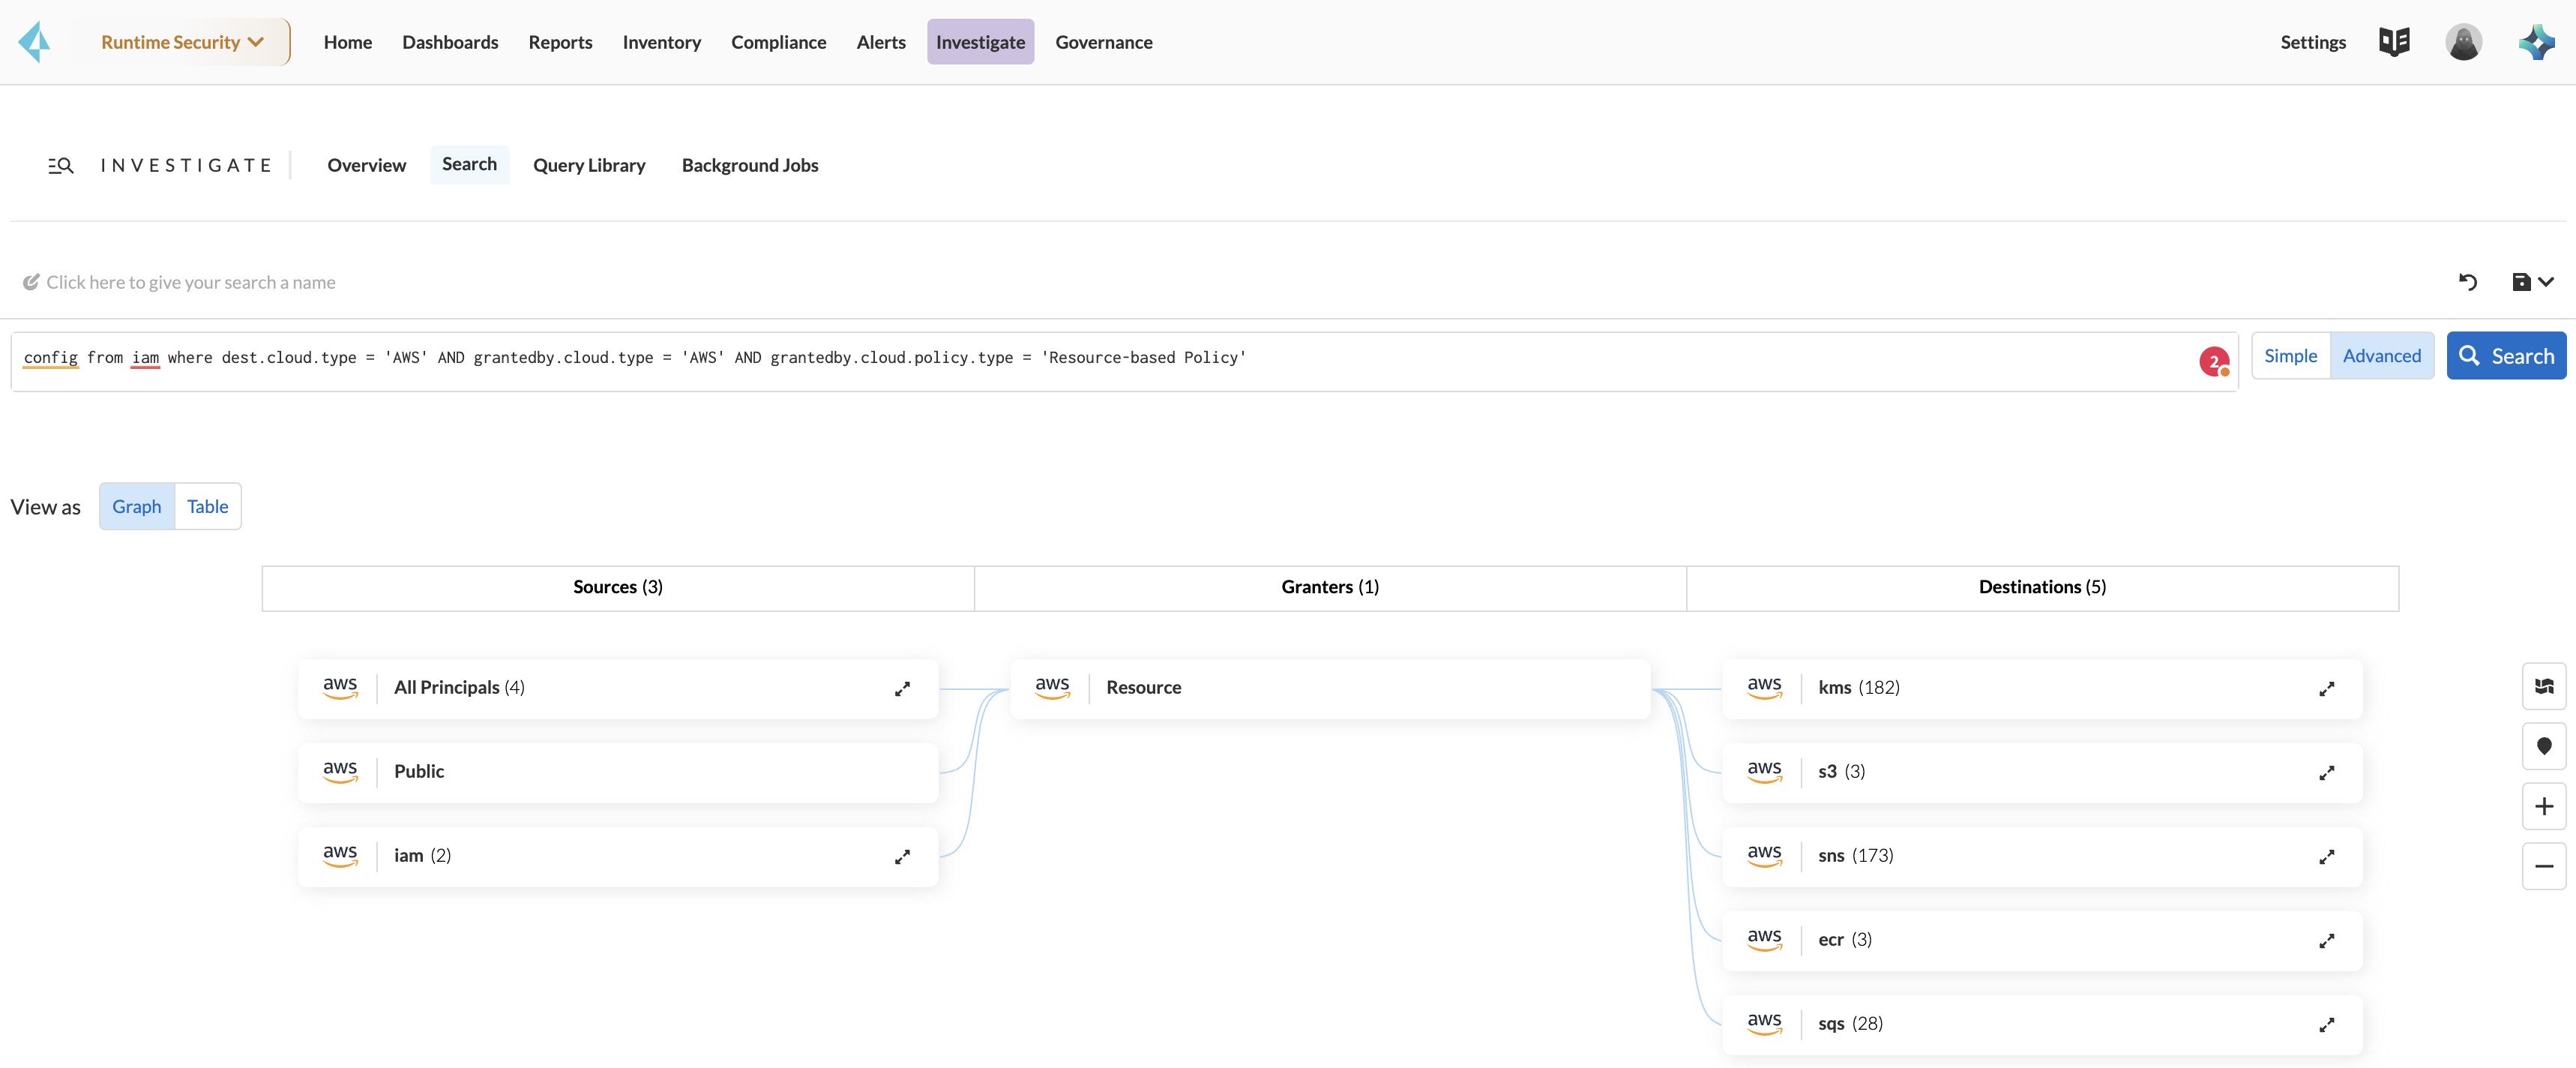 Runtime Security Home Dashboards Reports Inventory Compliance Alerts Investigate Governance Settings
INVESTIGATE Overview Search Query Library Background Jobs
Click here to give your search a name
config from iam where dest.cloud.type = 'AWS' AND grantedby.cloud.type = 'AWS' AND grantedby.cloud.policy.type = 'Resource-based Policy' 2 Simple Advanced Search
View as Graph Table
Sources (3) Granters (1) Destinations (5)
aws All Principals (4) aws Resource aws kms (182)
aws Public aws s3 (3)
aws iam (2) aws sns (173)
aws ecr (3)
aws sqs (28)